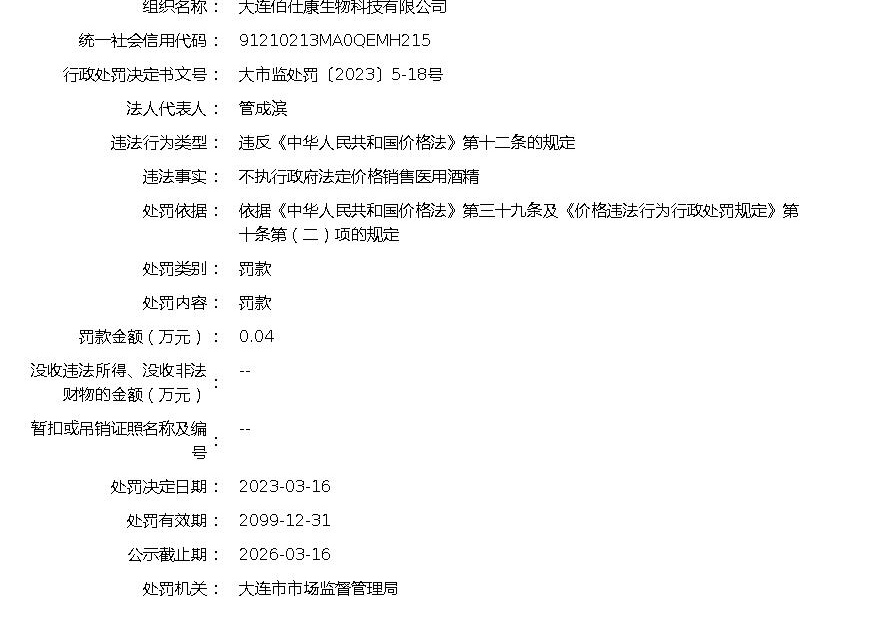 组织名称： 大连佰仕康生物科技有限公司
统一社会信用代码： 91210213MA0QEMH215
行政处罚决定书文号： 大市监处罚〔2023〕5-18号
法人代表人： 管成滨
违法行为类型： 违反《中华人民共和国价格法》第十二条的规定
违法事实： 不执行政府法定价格销售医用酒精
处罚依据： 依据《中华人民共和国价格法》第三十九条及《价格违法行为行政处罚规定》第
十条第（二）项的规定
处罚类别： 罚款
处罚内容： 罚款
罚款金额（万元）： 0.04
没收违法所得、没收非法
财物的金额（万元）： --
暂扣或吊销证照名称及编
号： --
处罚决定日期： 2023-03-16
处罚有效期： 2099-12-31
公示截止期： 2026-03-16
处罚机关： 大连市市场监督管理局